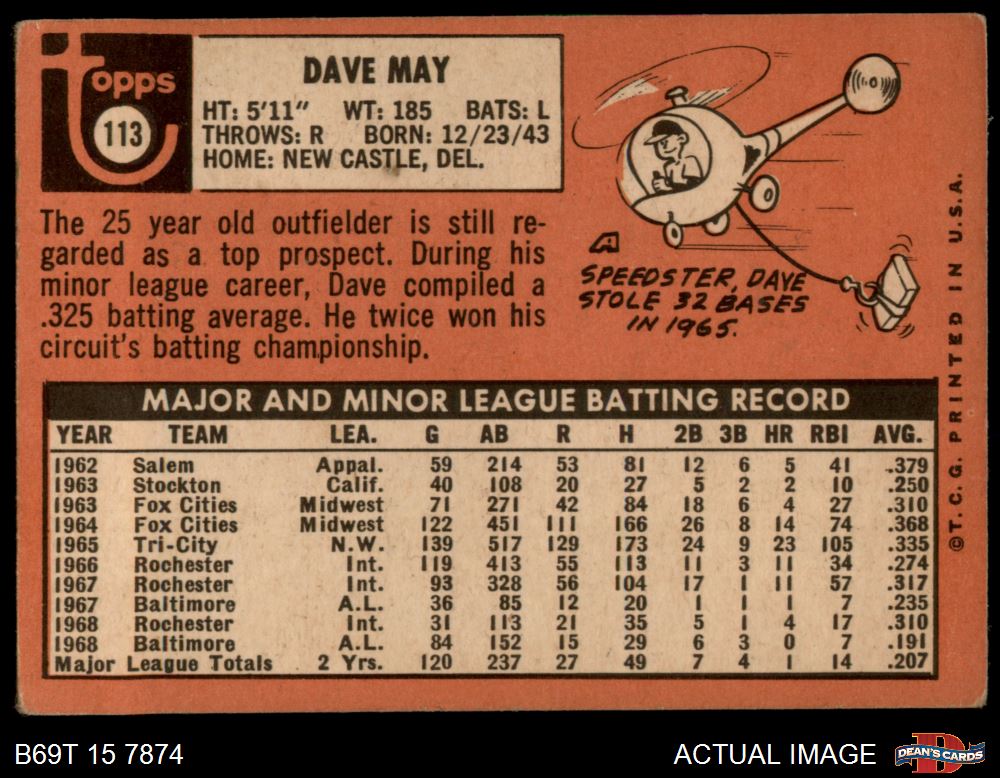 topps
113
DAVE MAY
HT: 5'11" WT: 185 BATS: L
THROWS: R BORN: 12/23/43
HOME: NEW CASTLE, DEL.
The 25 year old outfielder is still re-
garded as a top prospect. During his
minor league career, Dave compiled a
.325 batting average. He twice won his
circuit's batting championship.
A
SPEEDSTER, DAVE
STOLE 32 BASES
IN 1965.
MAJOR AND MINOR LEAGUE BATTING RECORD
YEAR TEAM LEA. G AB R H 2B 3B HR RBI AVG.
1962 Salem Appal. 59 214 53 81 12 6 5 41 .379
1963 Stockton Calif. 40 108 20 27 5 2 2 10 .250
1963 Fox Cities Midwest 71 271 42 84 18 6 4 27 .310
1964 Fox Cities Midwest 122 451 111 166 26 8 14 74 .368
1965 Tri-City N.W. 139 517 129 173 24 9 23 105 .335
1966 Rochester Int. 119 413 55 113 11 3 11 34 .274
1967 Rochester Int. 93 328 56 104 17 1 11 57 .317
1967 Baltimore A.L. 36 85 12 20 1 1 1 7 .235
1968 Rochester Int. 31 113 21 35 5 1 4 17 .310
1968 Baltimore A.L. 84 152 15 29 6 3 0 7 .191
Major League Totals 2 Yrs. 120 237 27 49 7 4 1 14 .207
©T.C.G. PRINTED IN U.S.A.
B69T 15 7874
ACTUAL IMAGE
D
DEAN'S CARDS